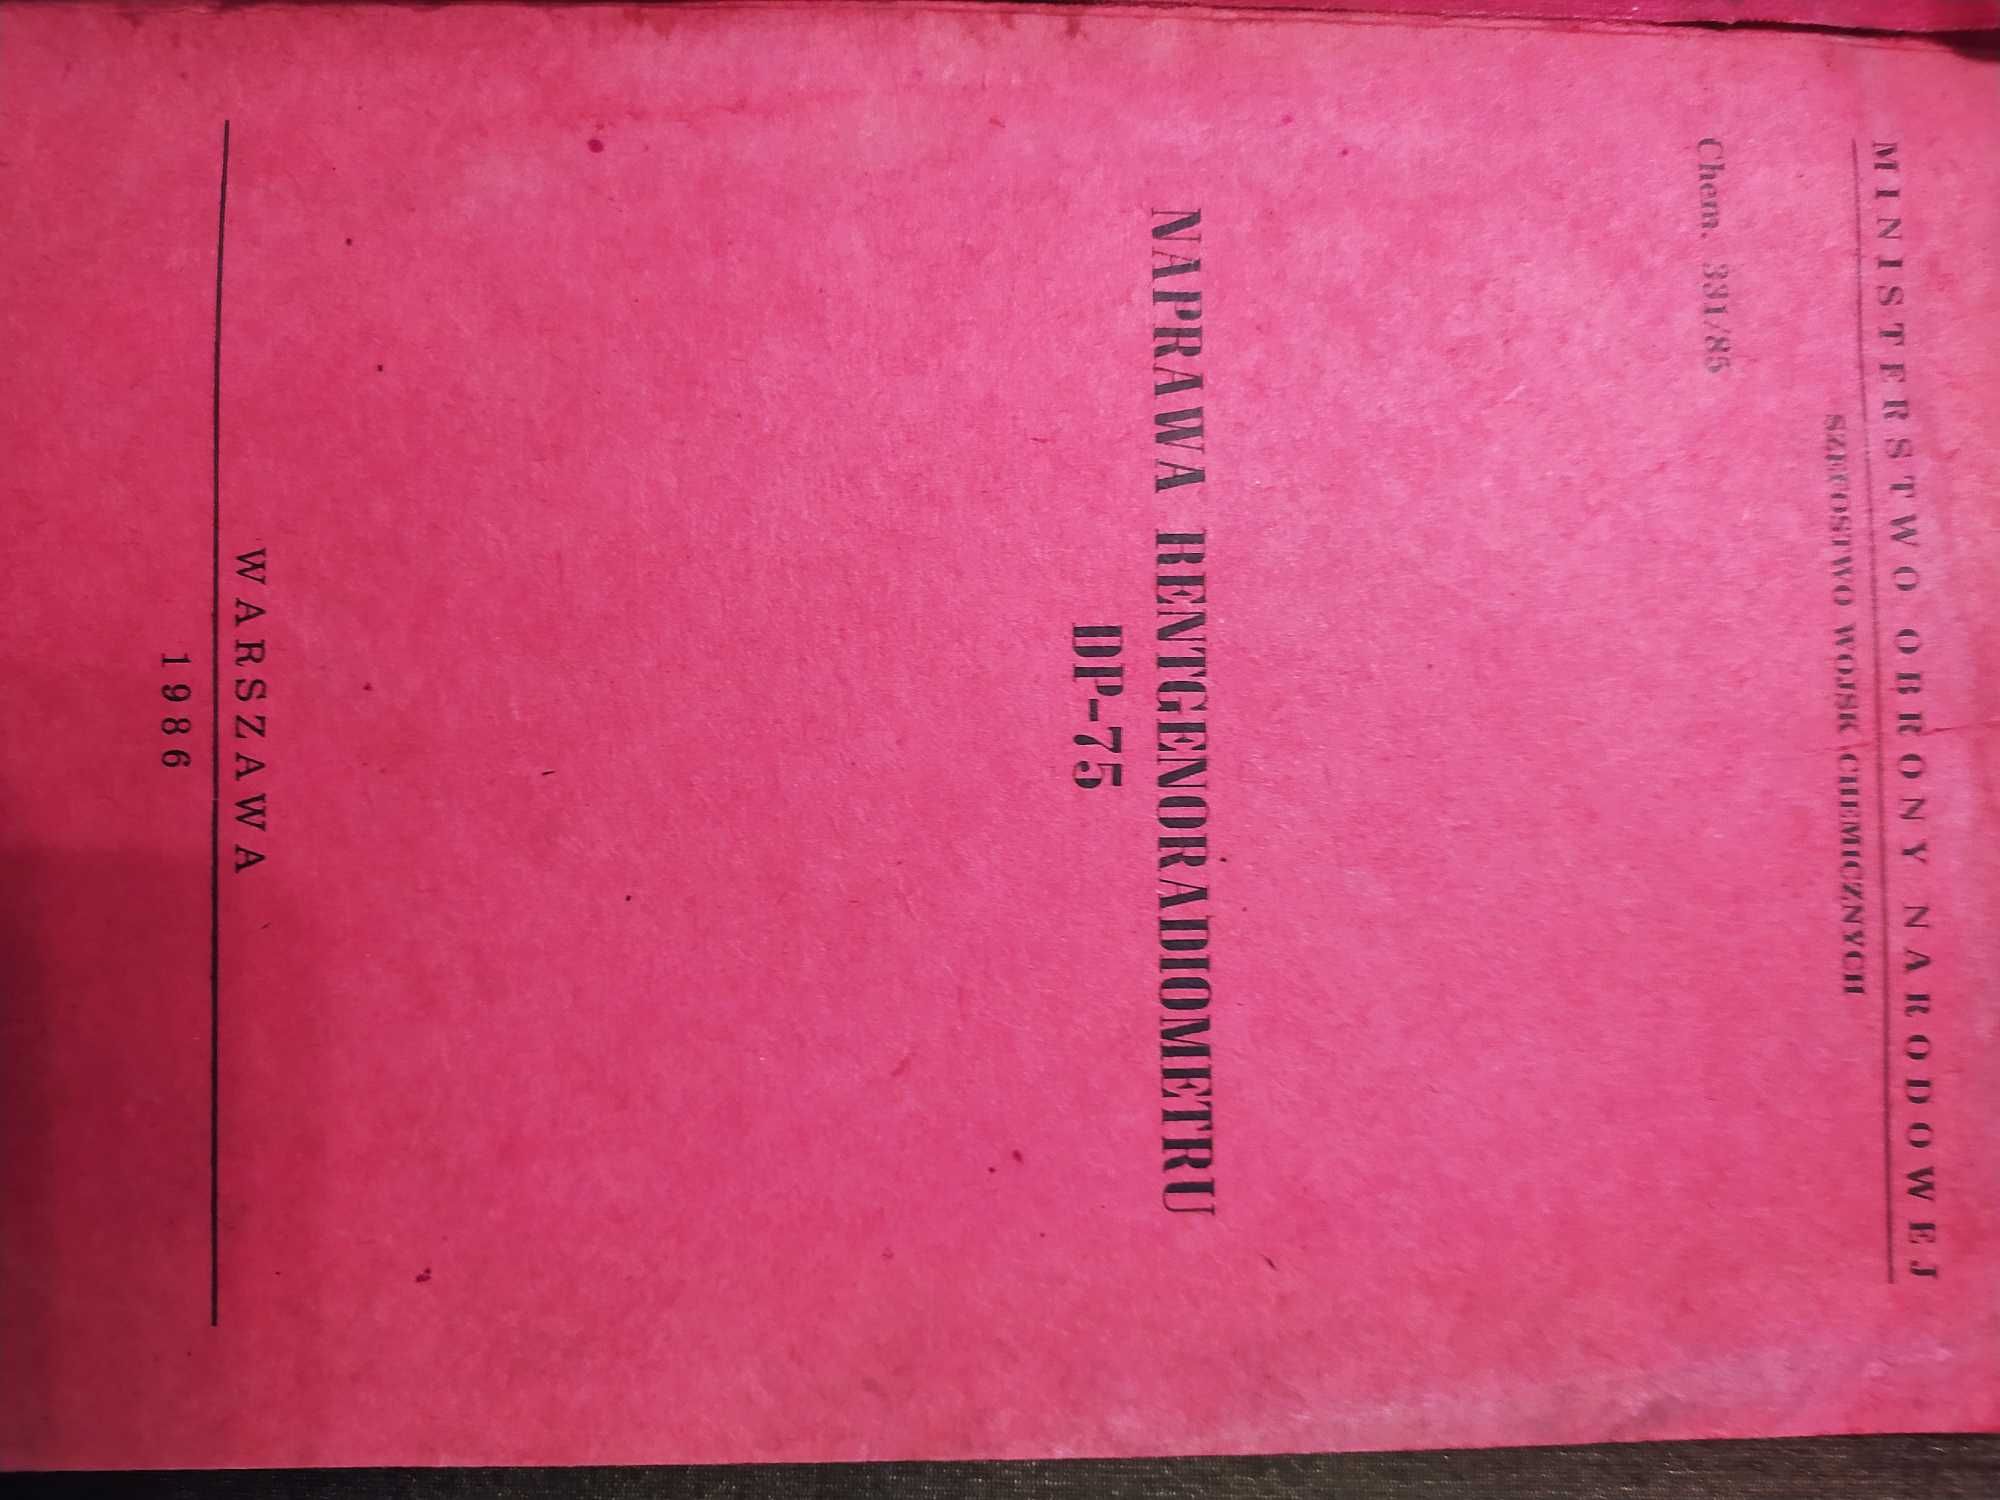 MINISTERSTWO OBRONY NARODOWEJ
SZEFOSTWO WOJSK CHEMICZNYCH
Chem. 331/85
NAPRAWA RENTGENORADIOMETRU
DP-75
WARSZAWA
1986